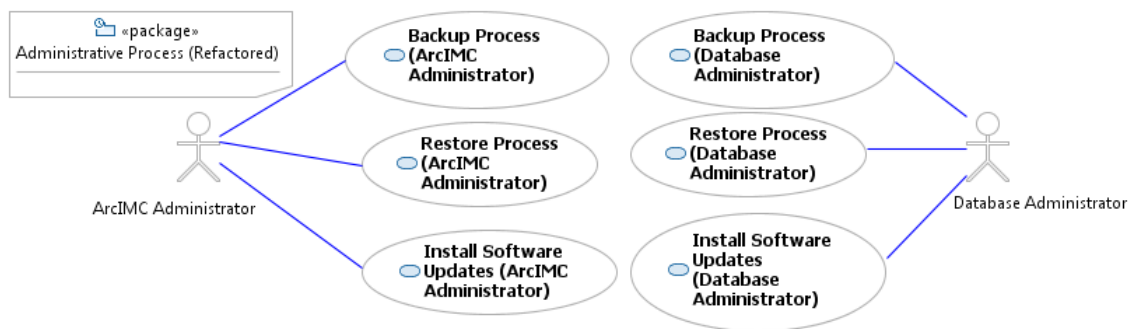 «package»
Administrative Process (Refactored)
Backup Process
(ArcIMC
Administrator)
Backup Process
(Database
Administrator)
Restore Process
(ArcIMC
Administrator)
Restore Process
(Database
Administrator)
ArcIMC Administrator
Database Administrator
Install Software
Updates (ArcIMC
Administrator)
Install Software
Updates
(Database
Administrator)